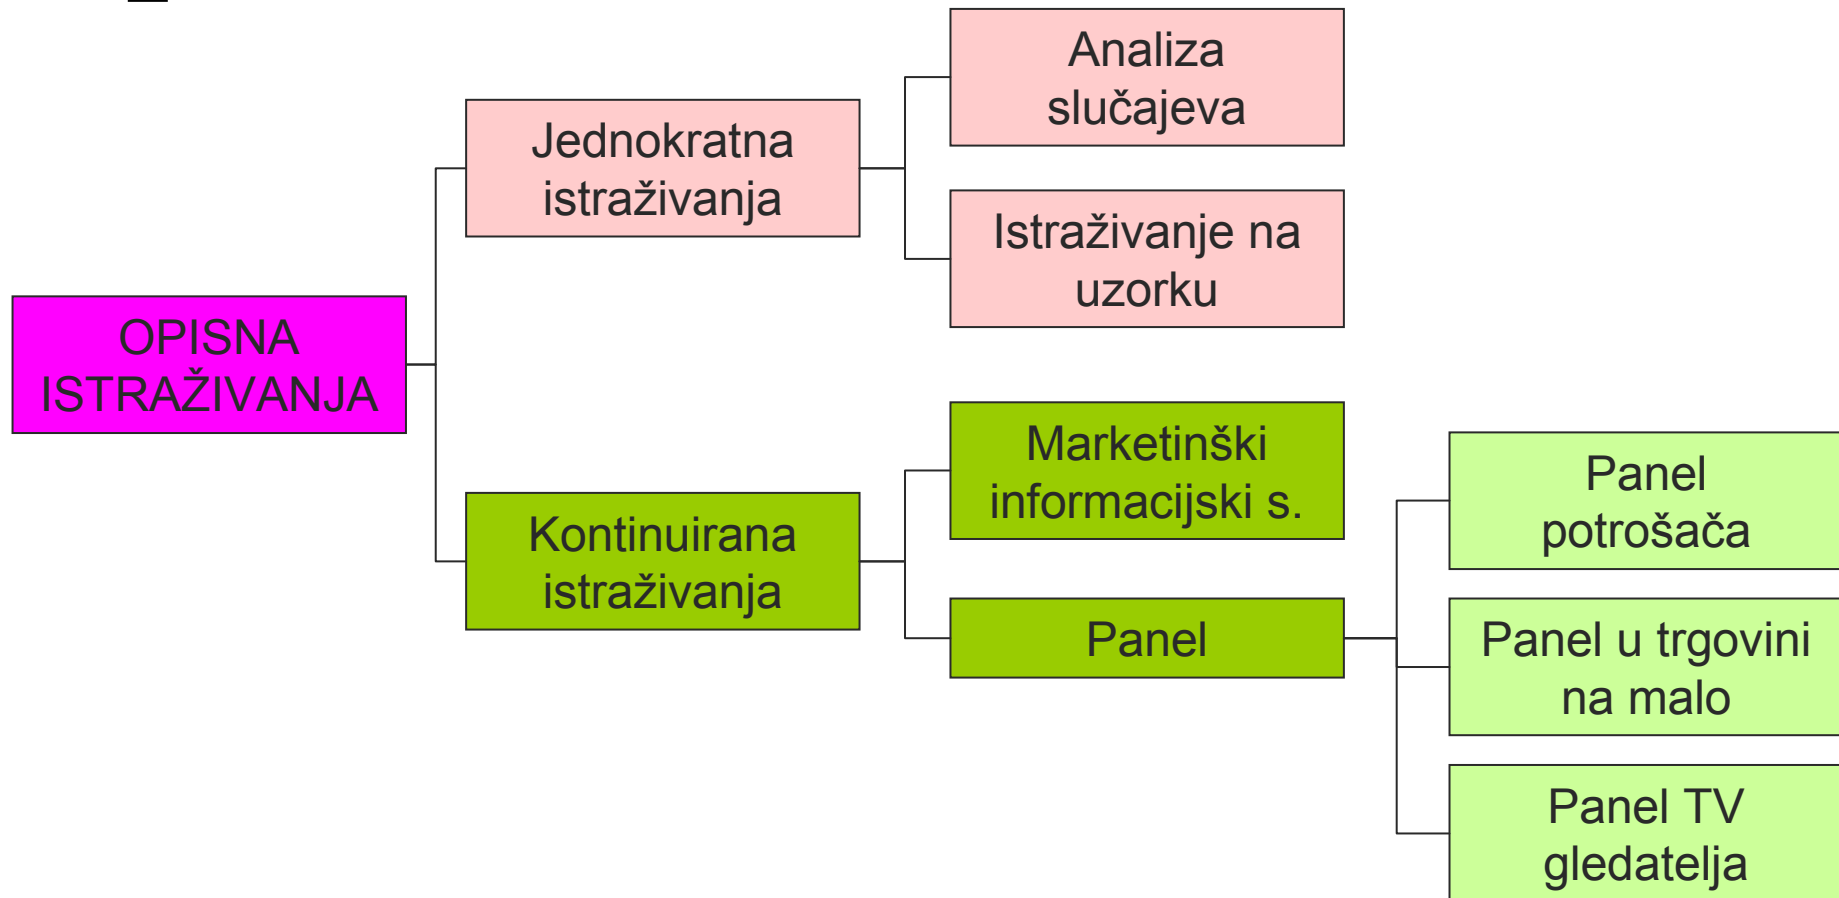 OPISNA
ISTRAŽIVANJA
Jednokratna
istraživanja
Analiza
slučajeva
Istraživanje na
uzorku
Kontinuirana
istraživanja
Marketinški
informacijski s.
Panel
Panel
potrošača
Panel u trgovini
na malo
Panel TV
gledatelja